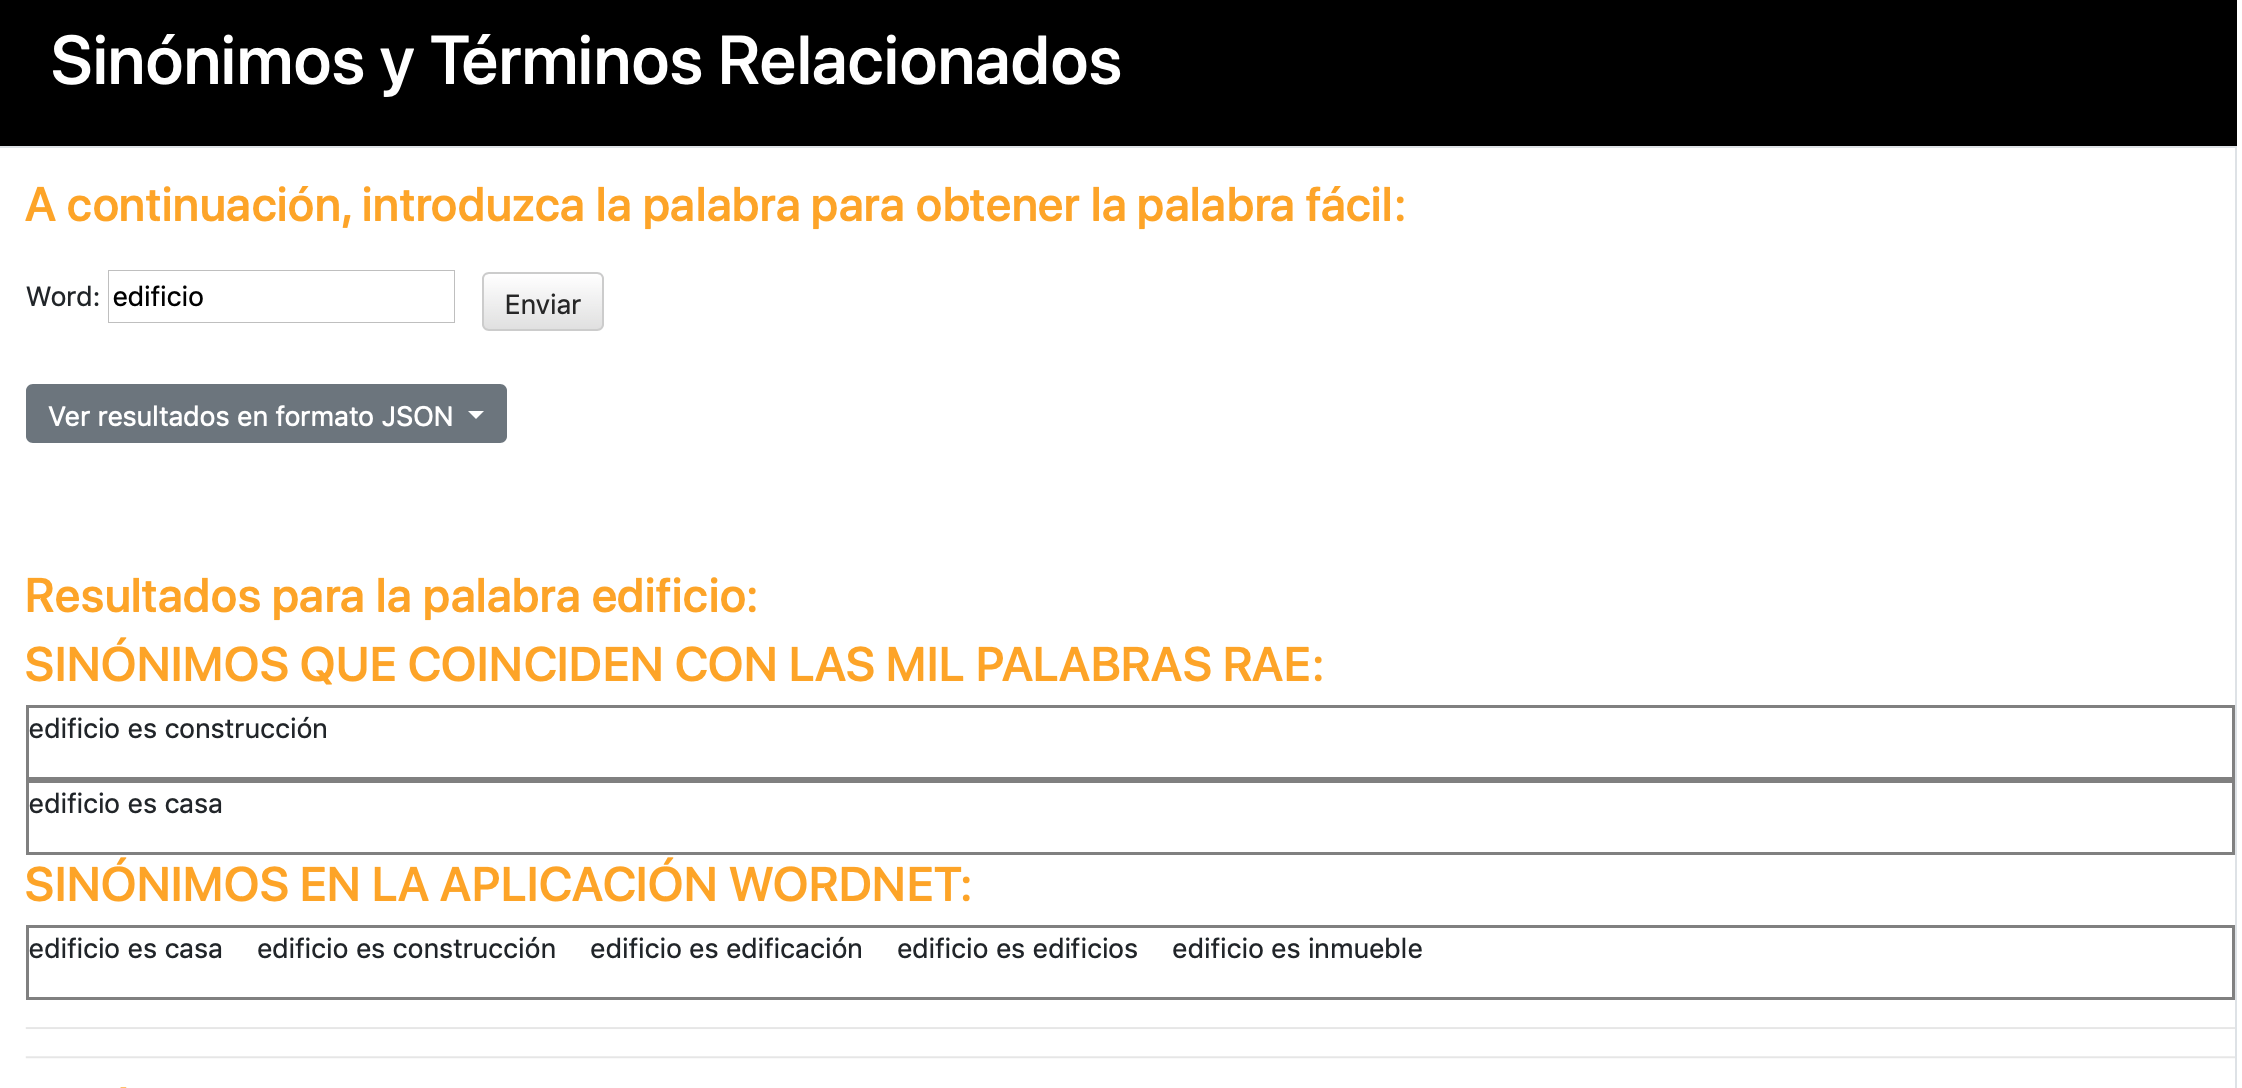 Sinónimos y Términos Relacionados
A continuación, introduzca la palabra para obtener la palabra fácil:
Word: edificio Enviar
Ver resultados en formato JSON
Resultados para la palabra edificio:
SINÓNIMOS QUE COINCIDEN CON LAS MIL PALABRAS RAE:
edificio es construcción
edificio es casa
SINÓNIMOS EN LA APLICACIÓN WORDNET:
edificio es casa edificio es construcción edificio es edificación edificio es edificios edificio es inmueble